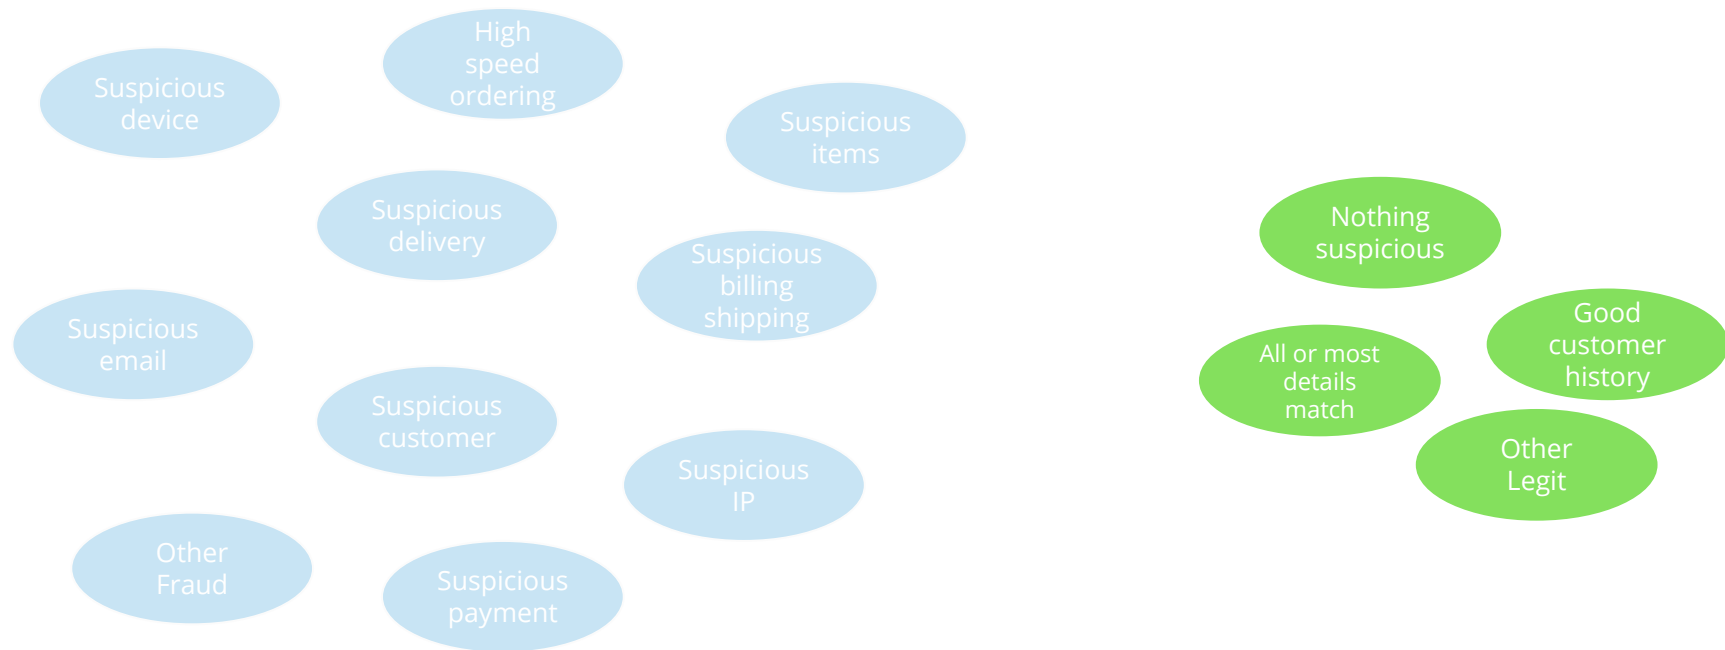 High
speed
ordering
Suspicious
device
Suspicious
items
Suspicious
delivery
Suspicious
billing
shipping
Suspicious
email
Suspicious
customer
Suspicious
IP
Other
Fraud
Suspicious
payment
Nothing
suspicious
Good
customer
history
All or most
details
match
Other
Legit